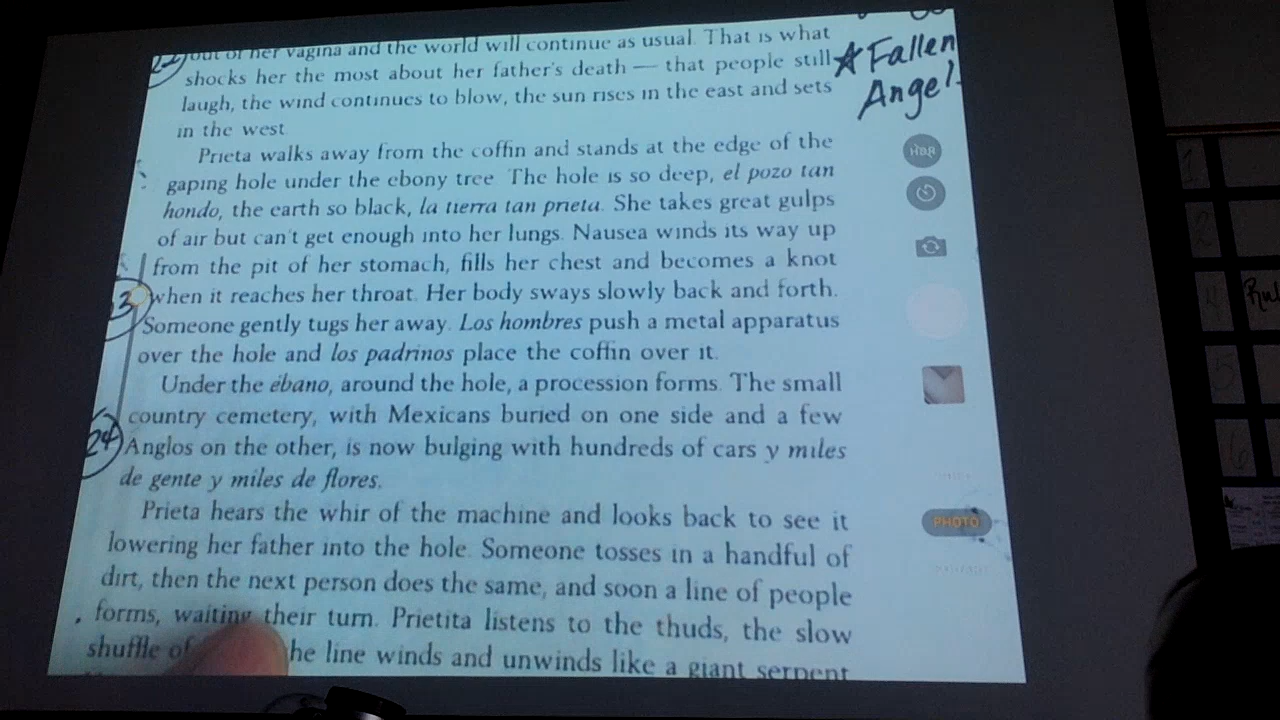 22 out of her vagina and the world will continue as usual. That is what
shocks her the most about her father's death — that people still
laugh, the wind continues to blow, the sun rises in the east and sets
in the west
★ Fallen
Angel.
Prieta walks away from the coffin and stands at the edge of the
gaping hole under the ebony tree The hole is so deep, el pozo tan
hondo, the earth so black, la tierra tan prieta. She takes great gulps
of air but can't get enough into her lungs. Nausea winds its way up
from the pit of her stomach, fills her chest and becomes a knot
when it reaches her throat. Her body sways slowly back and forth.
Someone gently tugs her away. Los hombres push a metal apparatus
over the hole and los padrinos place the coffin over it.
Under the ébano, around the hole, a procession forms. The small
country cemetery, with Mexicans buried on one side and a few
24 Anglos on the other, is now bulging with hundreds of cars y miles
de gente y miles de flores.
Prieta hears the whir of the machine and looks back to see it
lowering her father into the hole. Someone tosses in a handful of
dirt, then the next person does the same, and soon a line of people
forms, waiting their turn. Prietita listens to the thuds, the slow
shuffle of he line winds and unwinds like a giant serpent
HDR
PHOTO
1
2
4
5
6